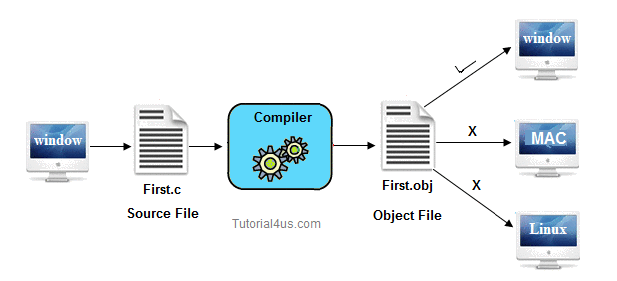 window
First.c
Source File
Compiler
Tutorial4us.com
First.obj
Object File
X
X
window
MAC
Linux